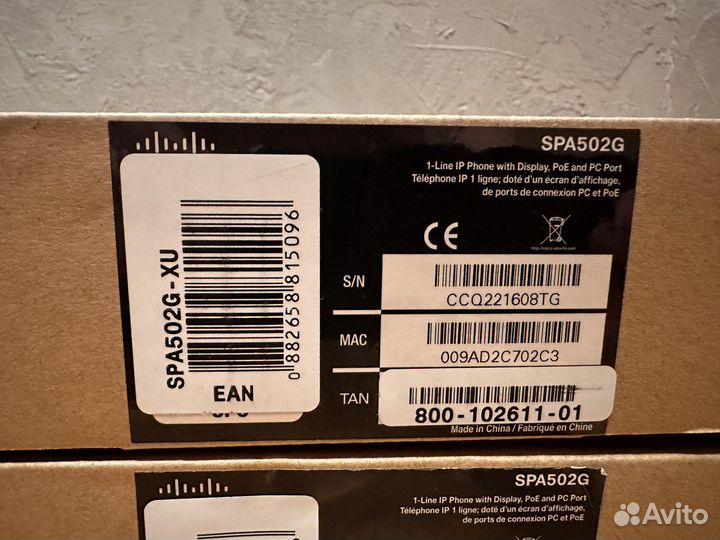 SPA502G
1-Line IP Phone with Display, PoE and PC Port
Téléphone IP 1 ligne; doté d'un écran d'affichage,
de ports de connexion PC et PoE
SPA502G-XU
0 882658 815096
EAN
S/N
CCQ221608TG
MAC
009AD2C702C3
TAN
800-102611-01
Made in China / Fabriqué en Chine
SPA502G
1-Line IP Phone with Display, PoE and PC Port
Téléphone IP 1 ligne; doté d'un écran d'affichage,
de ports de connexion PC et PoE
Avito